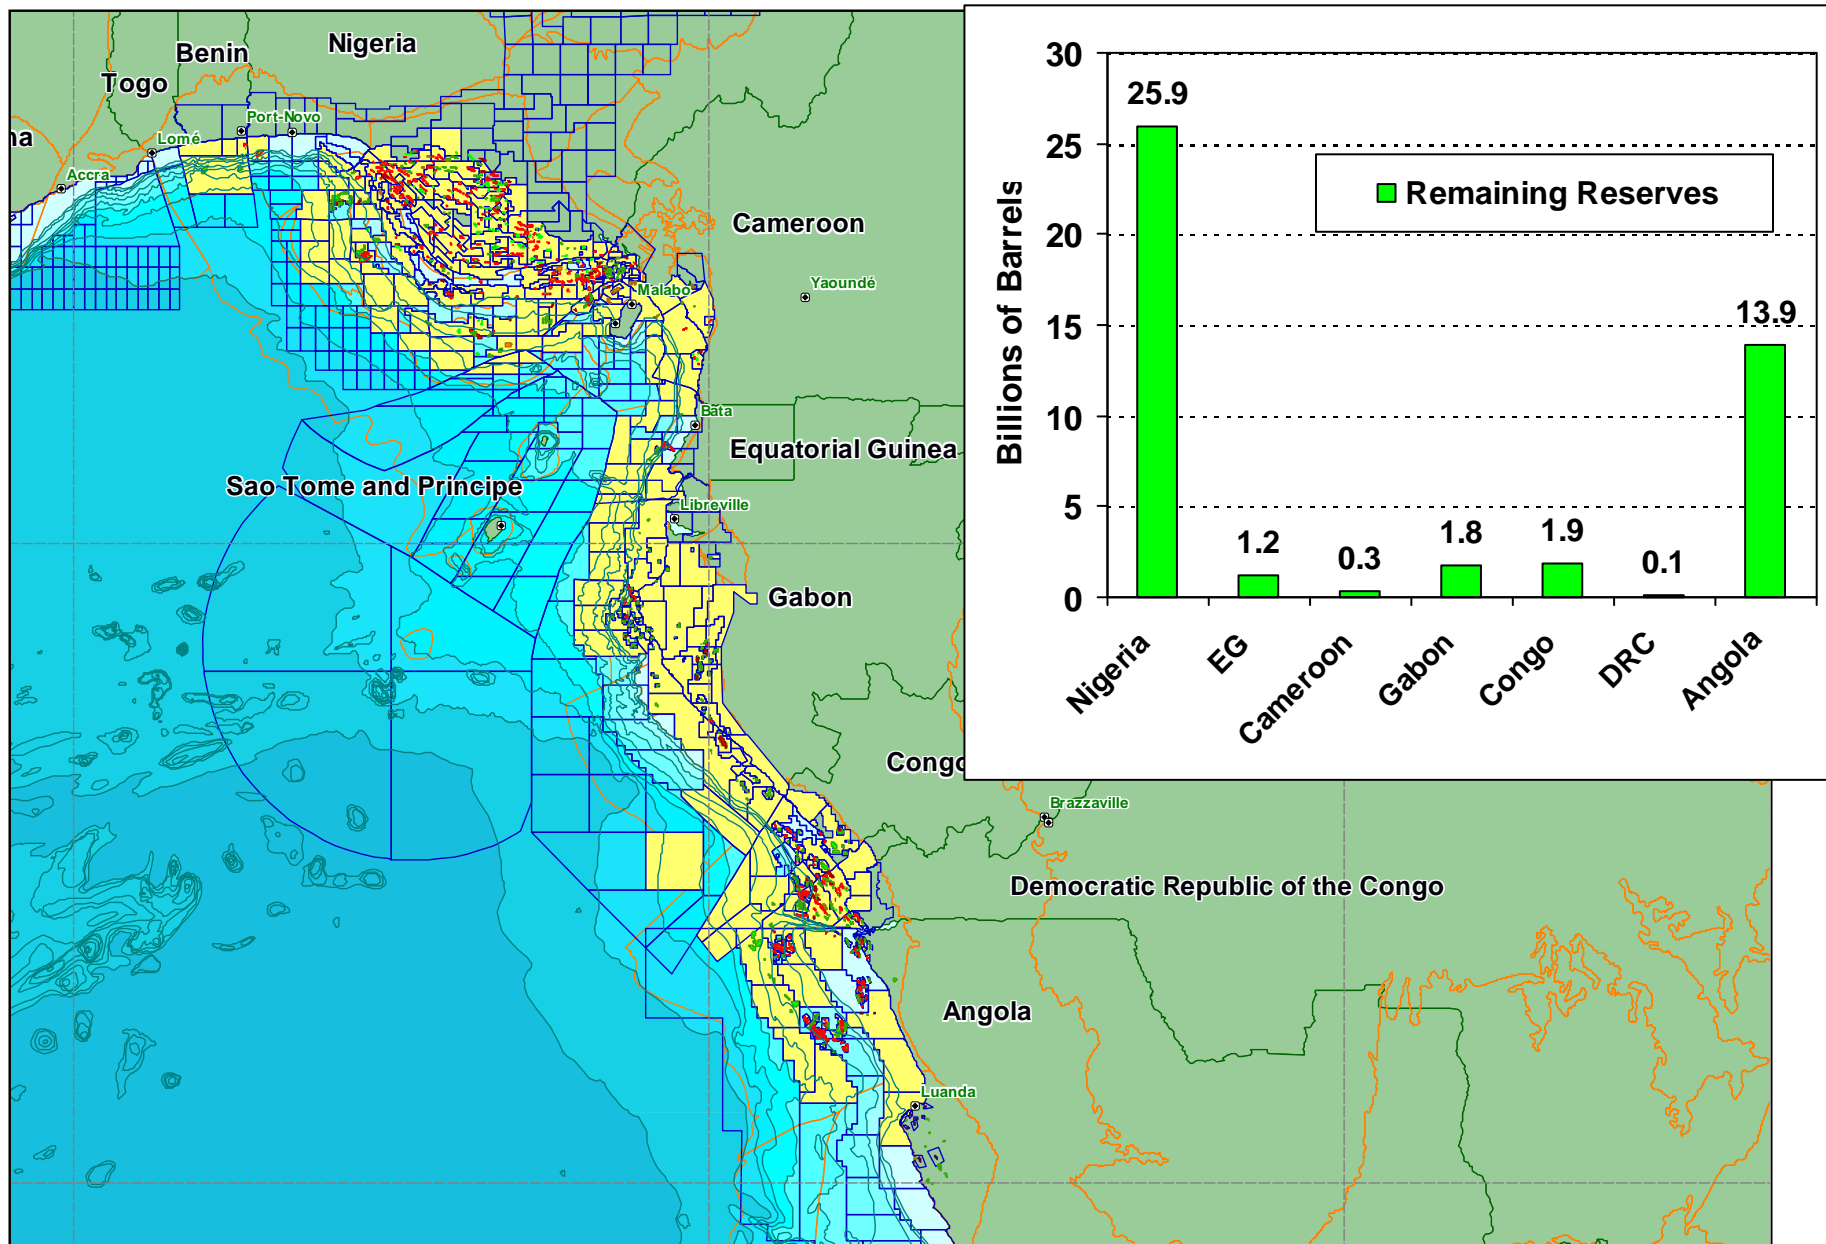 Nigeria
Benin
Togo
na
Port-Novo
Lomé
Accra
Cameroon
Yaoundé
Malabo
Bata
Equatorial Guinea
Sao Tome and Principe
Libreville
Gabon
Congo
Brazzaville
Democratic Republic of the Congo
Angola
Luanda
30
25
20
15
10
5
0
Billions of Barrels
Remaining Reserves
25.9
1.2
0.3
1.8
1.9
0.1
13.9
Nigeria
EG
Cameroon
Gabon
Congo
DRC
Angola